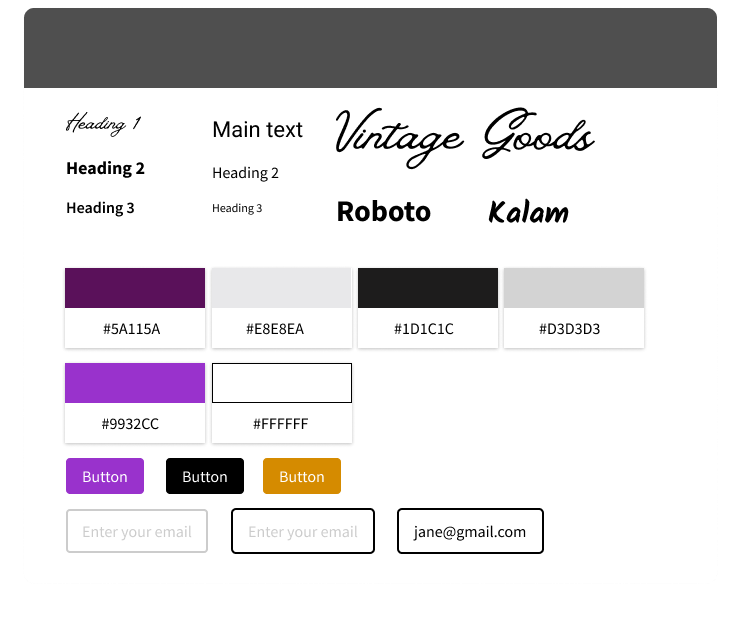 Heading 1
Main text
Vintage Goods
Heading 2
Heading 2
Heading 3
Heading 3
Roboto
Kalam
#5A115A
#E8E8EA
#1D1C1C
#D3D3D3
#9932CC
#FFFFFF
Button
Button
Button
Enter your email
Enter your email
jane@gmail.com